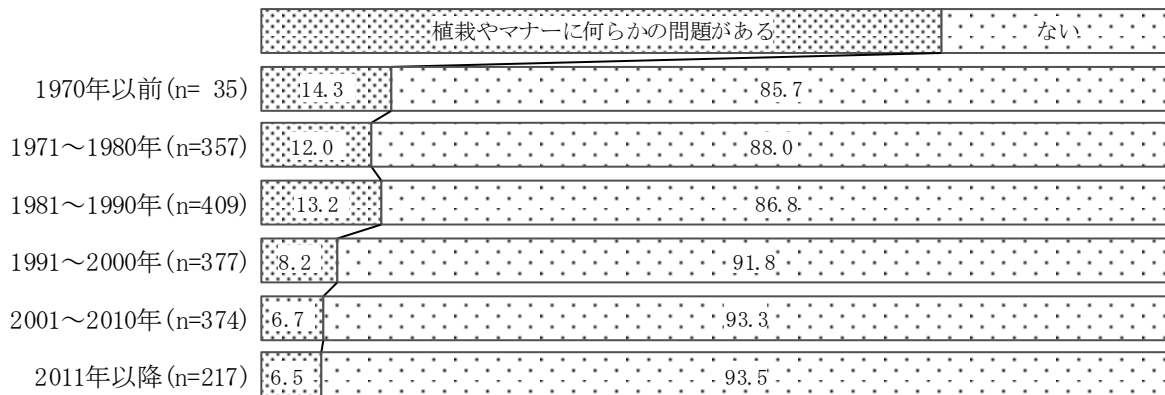 植栽やマナーに何らかの問題がある ない
1970年以前(n= 35) 14.3 85.7
1971～1980年(n=357) 12.0 88.0
1981～1990年(n=409) 13.2 86.8
1991～2000年(n=377) 8.2 91.8
2001～2010年(n=374) 6.7 93.3
2011年以降(n=217) 6.5 93.5